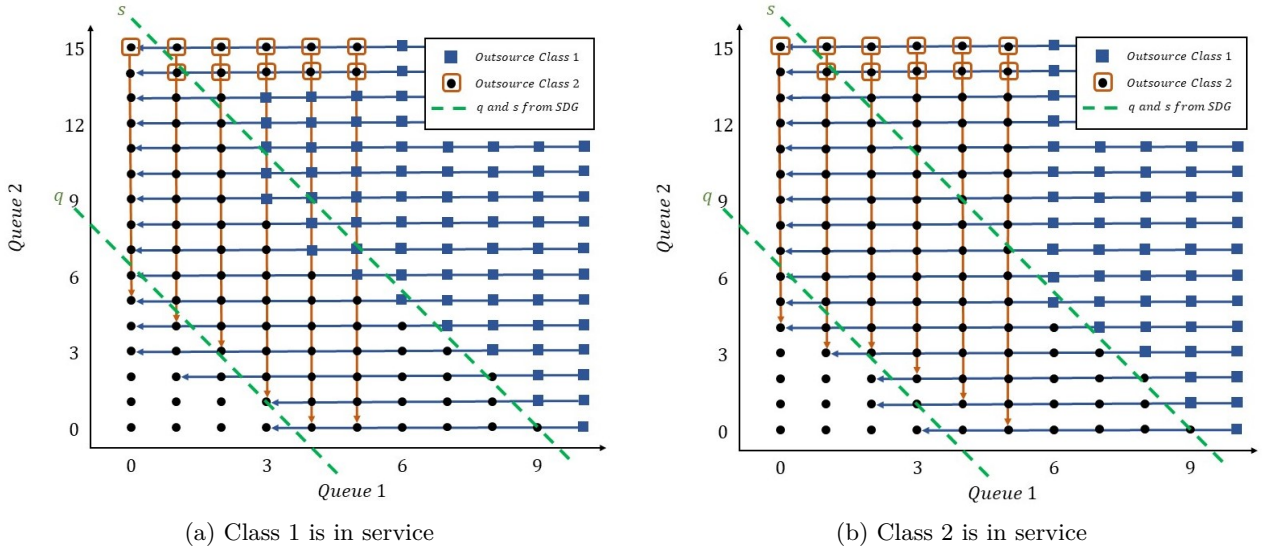 s
15
12
q 9
6
3
0
Queue 2
0 3 6 9
Queue 1
Outsource Class 1
Outsource Class 2
q and s from SDG
(a) Class 1 is in service
s
15
12
q 9
6
3
0
Queue 2
0 3 6 9
Queue 1
Outsource Class 1
Outsource Class 2
q and s from SDG
(b) Class 2 is in service